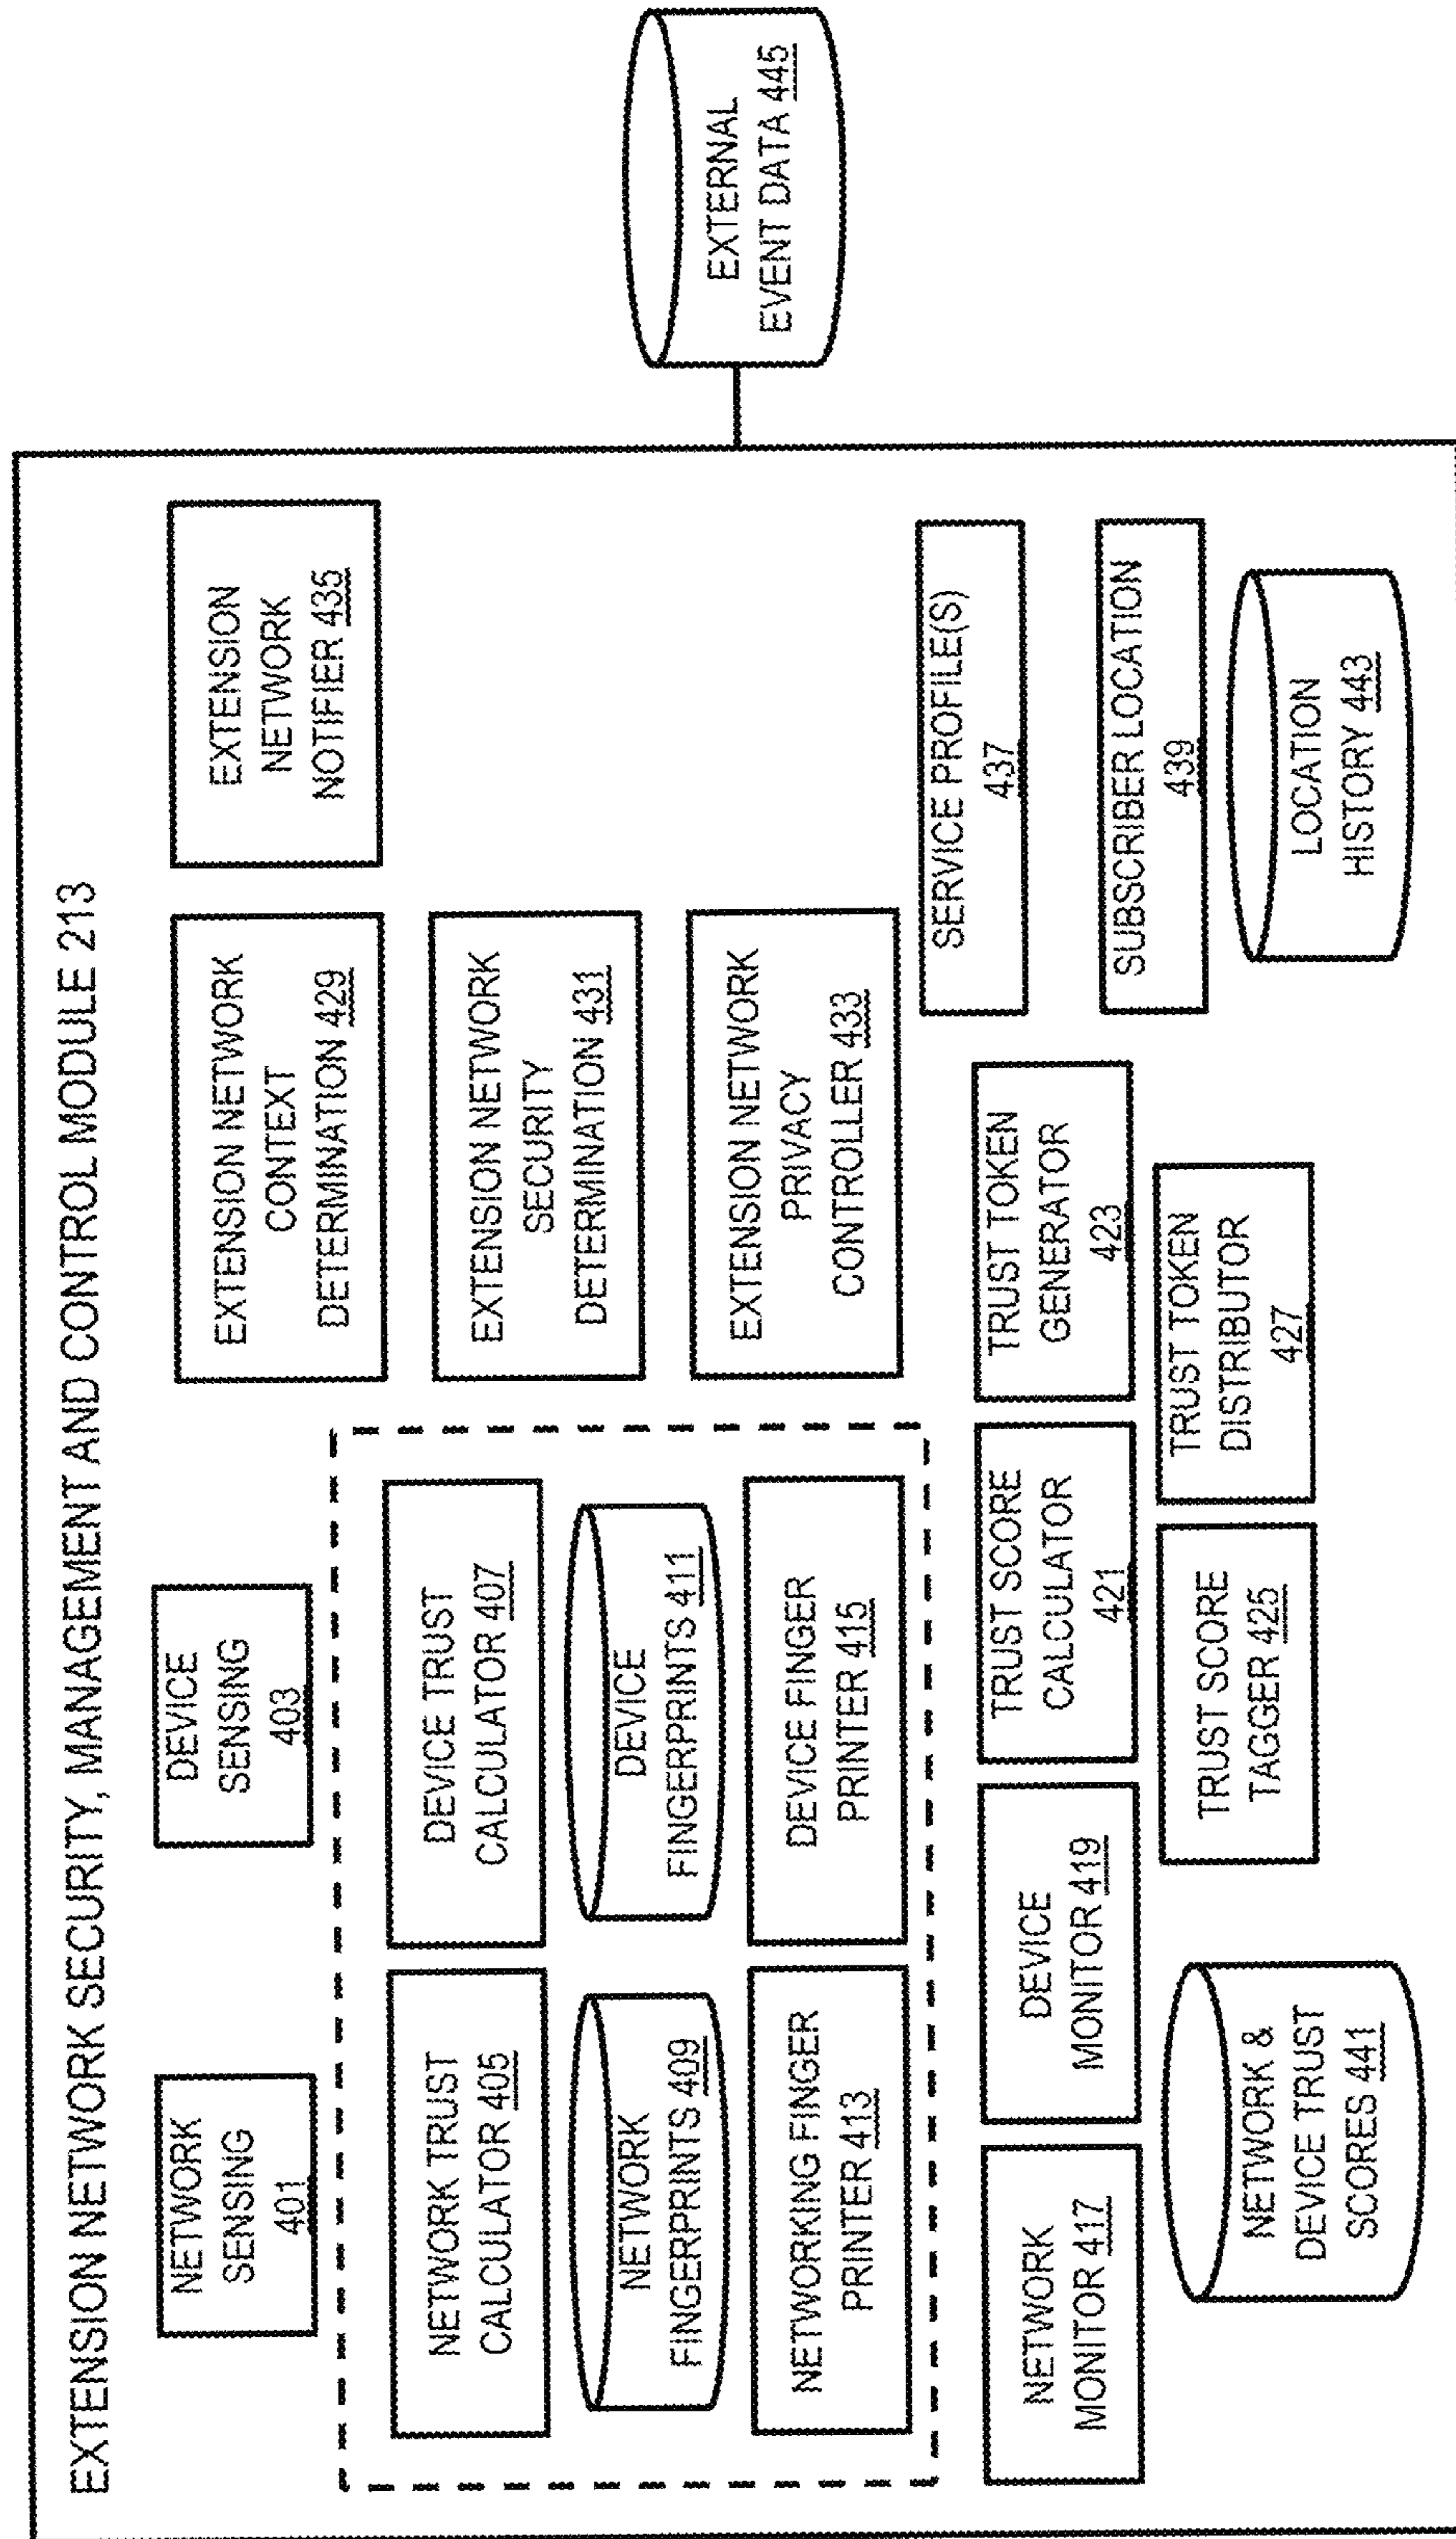 EXTENSION NETWORK SECURITY, MANAGEMENT AND CONTROL MODULE 213
NETWORK
SENSING
401
DEVICE
SENSING
403
NETWORK TRUST
CALCULATOR 405
DEVICE TRUST
CALCULATOR 407
NETWORK
FINGERPRINTS 409
DEVICE
FINGERPRINTS 411
NETWORKING FINGER
PRINTER 413
DEVICE FINGER
PRINTER 415
EXTENSION NETWORK
CONTEXT
DETERMINATION 429
EXTENSION NETWORK
NOTIFIER 435
EXTENSION NETWORK
SECURITY
DETERMINATION 431
EXTENSION NETWORK
PRIVACY
CONTROLLER 433
NETWORK
MONITOR 417
DEVICE
MONITOR 419
TRUST SCORE
CALCULATOR
421
TRUST TOKEN
GENERATOR
423
SERVICE PROFILE(S)
437
NETWORK &
DEVICE TRUST
SCORES 441
TRUST SCORE
TAGGER 425
TRUST TOKEN
DISTRIBUTOR
427
SUBSCRIBER LOCATION
439
LOCATION
HISTORY 443
EXTERNAL
EVENT DATA 445